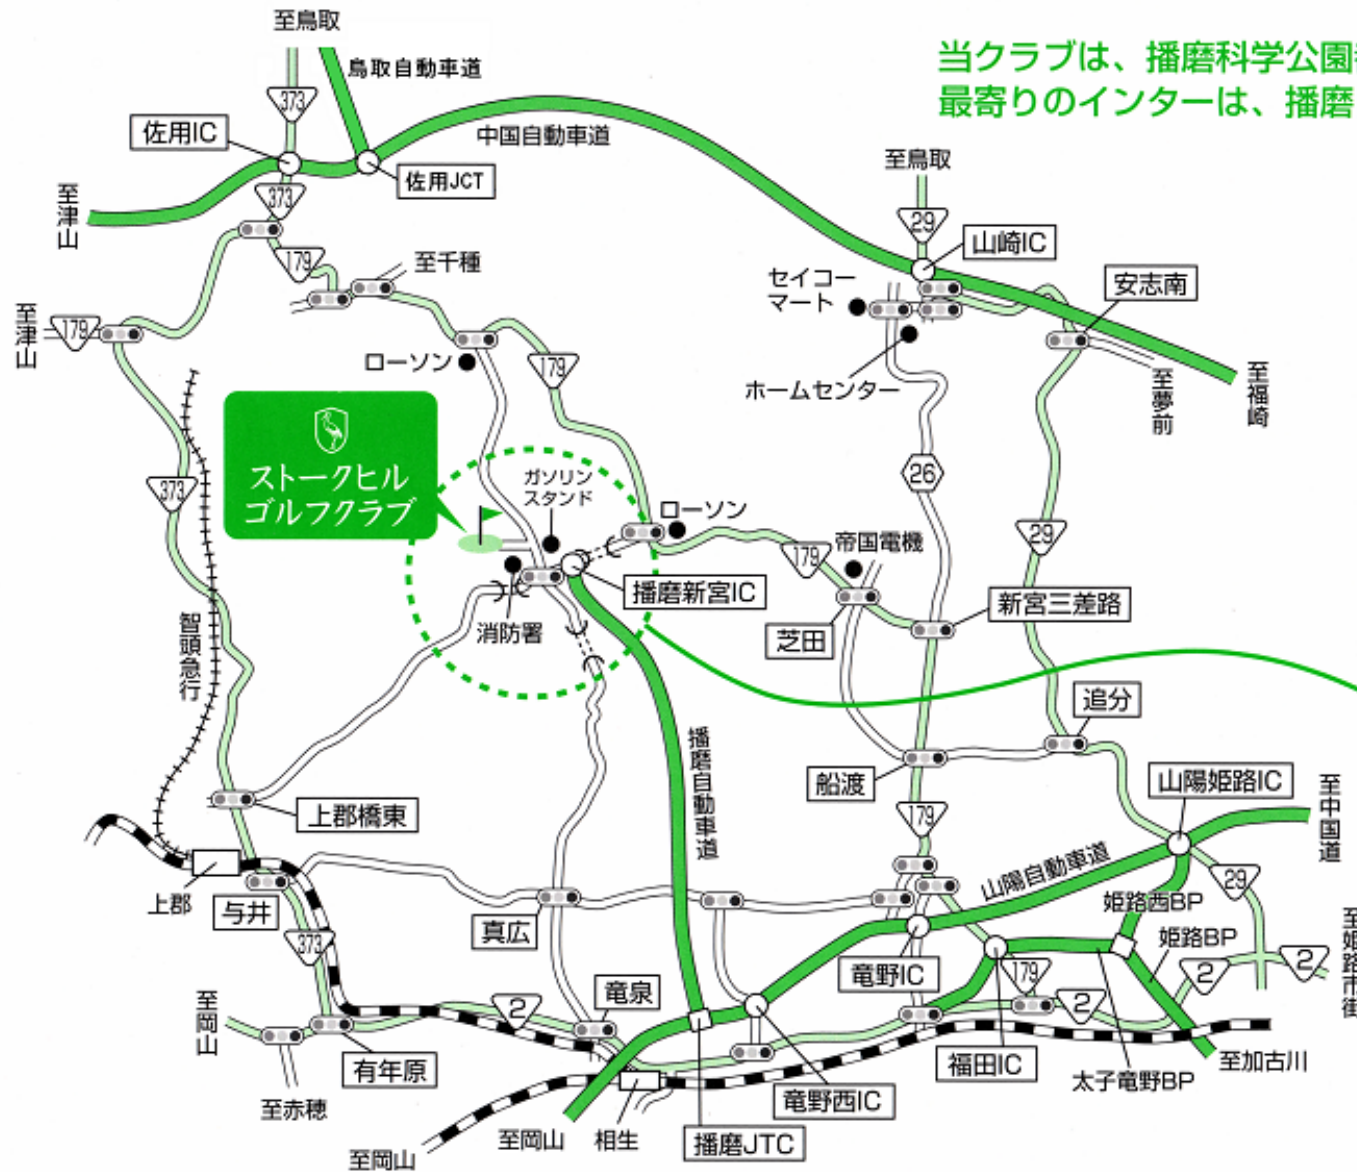 至鳥取
鳥取自動車道
当クラブは、播磨科学公園
最寄りのインターは、播磨
373
佐用IC
中国自動車道
佐用JCT
至鳥取
至津山
373
29
山崎IC
179
至千種
セイコー
マート
安志南
至津山
179
ローソン
179
ホームセンター
至夢前
至福崎
ストークヒル
ゴルフクラブ
373
ガソリン
スタンド
26
ローソン
29
179
帝国電機
播磨新宮IC
新宮三差路
芝田
消防署
智頭急行
追分
播磨自動車道
船渡
山陽姫路IC
至中国道
上郡橋東
179
山陽自動車道
29
上郡
与井
姫路西BP
真広
373
姫路BP
至姫路市街
竜野IC
2
2
179
竜泉
2
2
至岡山
有年原
福田IC
至加古川
太子竜野BP
至赤穂
竜野西IC
至岡山
相生
播磨JTC
至岡山